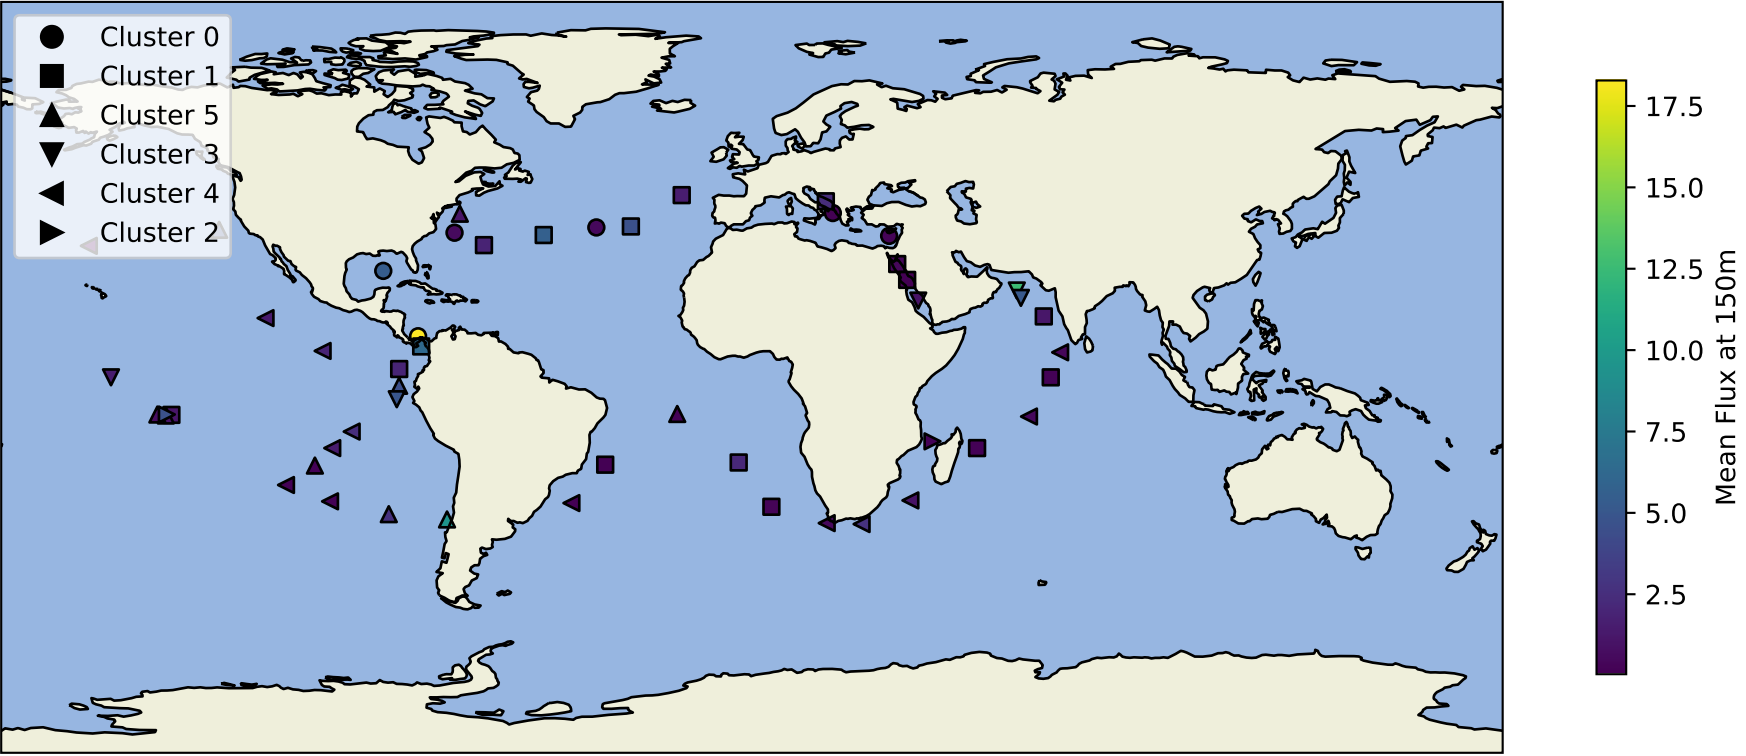 Cluster 0
Cluster 1
Cluster 5
Cluster 3
Cluster 4
Cluster 2
17.5
15.0
12.5
10.0
7.5
5.0
2.5
Mean Flux at 150m